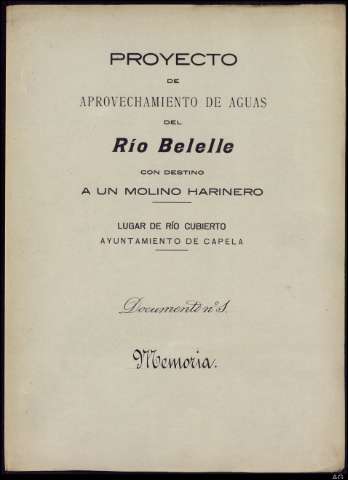 PROYECTO
DE
APROVECHAMIENTO DE AGUAS
DEL
Río Belelle
CON DESTINO
A UN MOLINO HARINERO
LUGAR DE RÍO CUBIERTO
AYUNTAMIENTO DE CAPELA
Documento nº 1.
Memoria.
AG